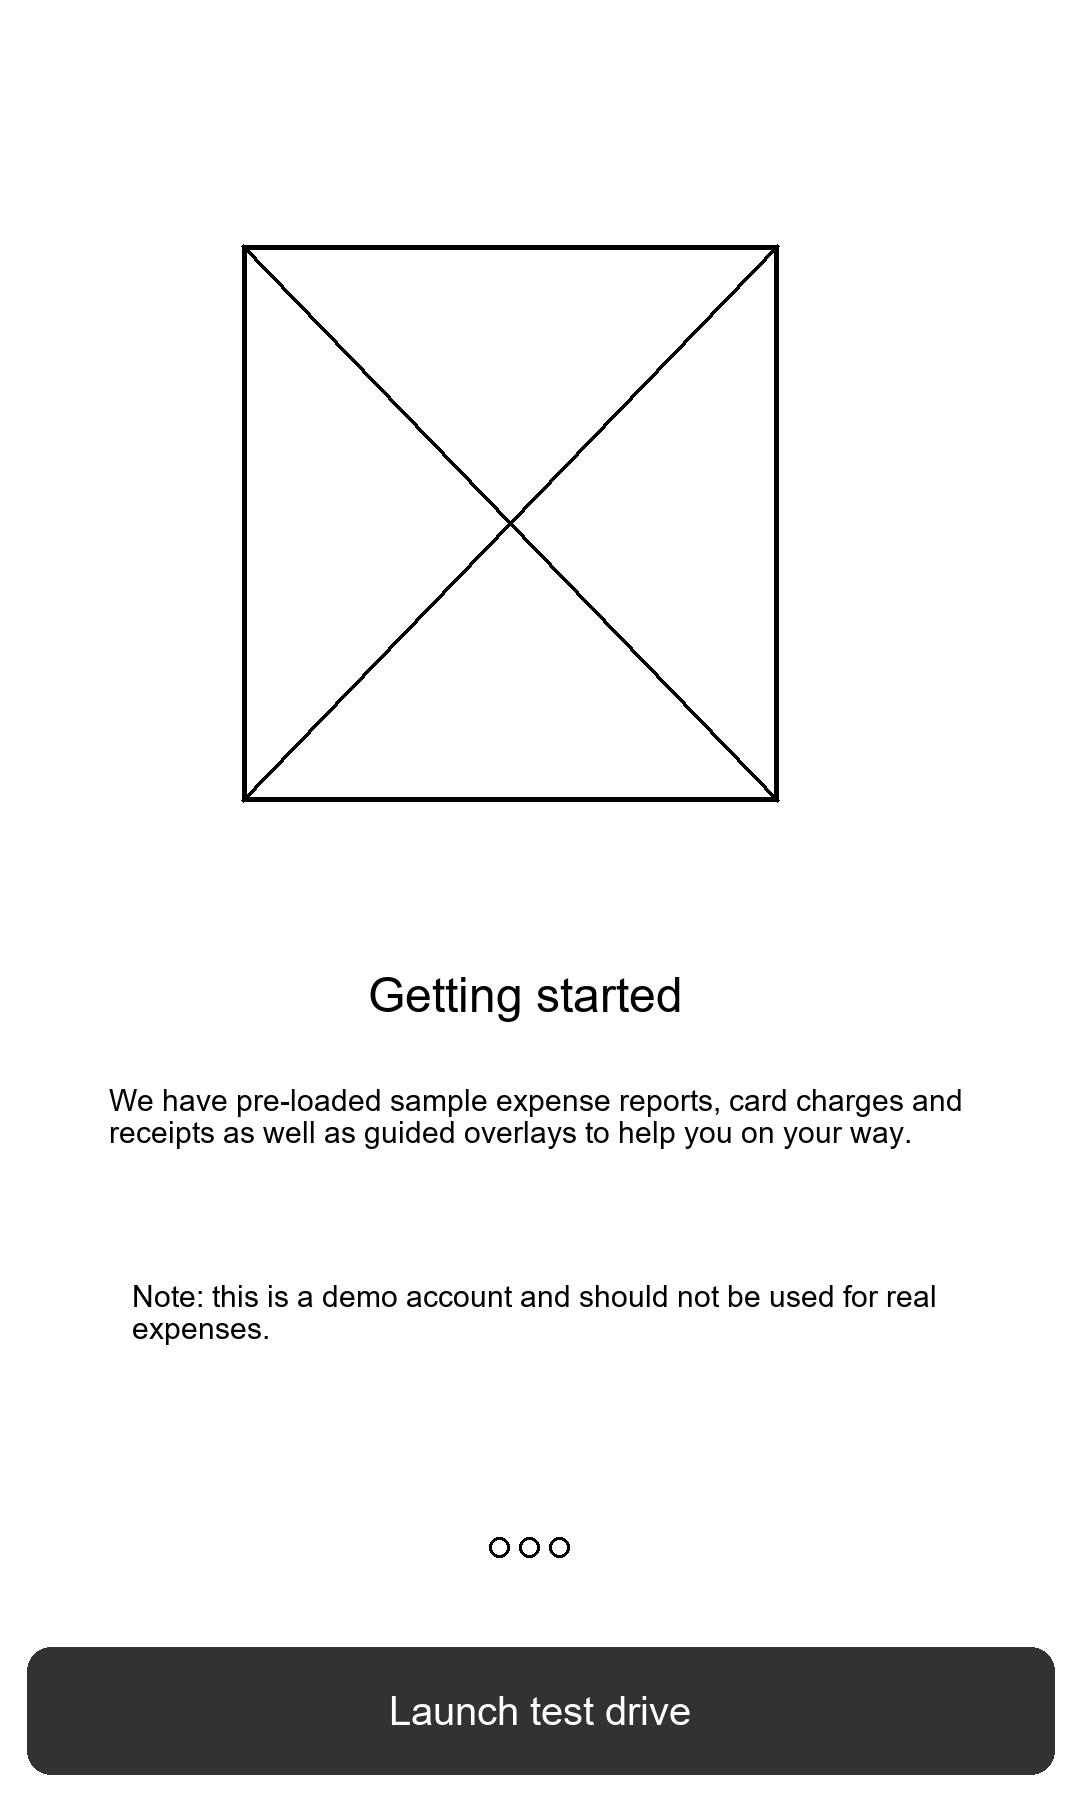 Getting started
We have pre-loaded sample expense reports, card charges and
receipts as well as guided overlays to help you on your way.
Note: this is a demo account and should not be used for real
expenses.
Launch test drive